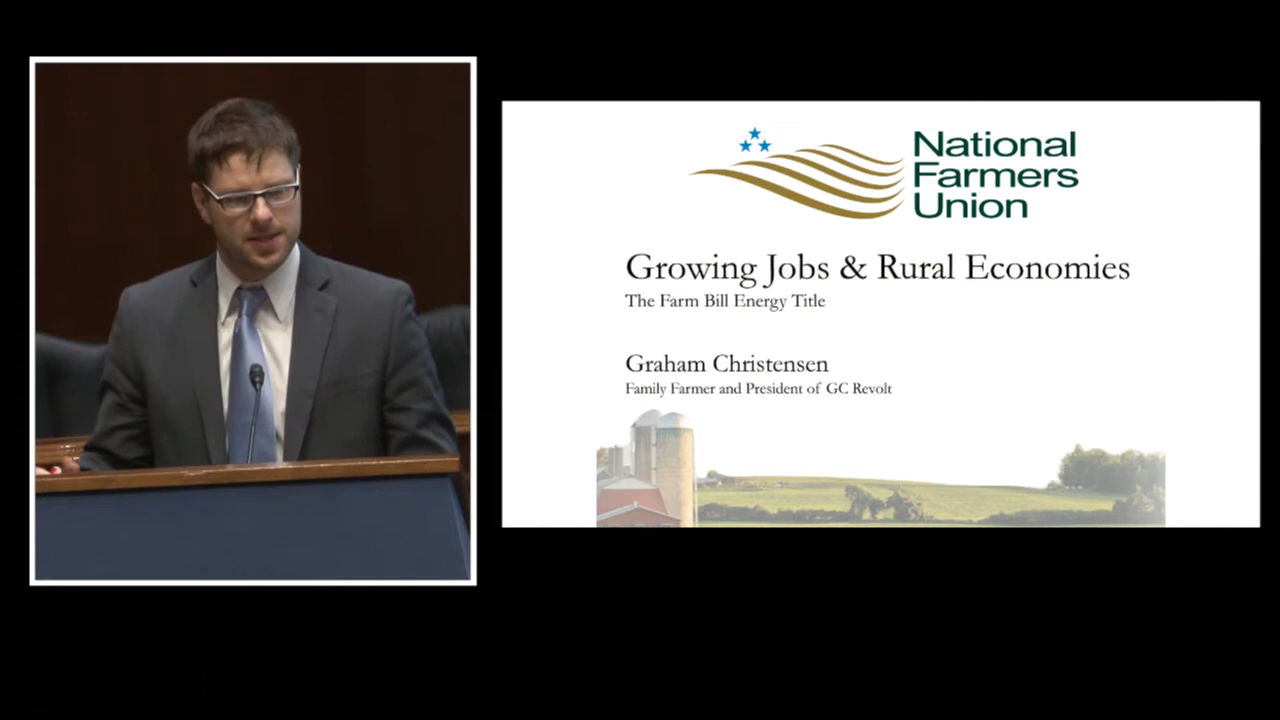 National
Farmers
Union
Growing Jobs & Rural Economies
The Farm Bill Energy Title
Graham Christensen
Family Farmer and President of GC Revolt